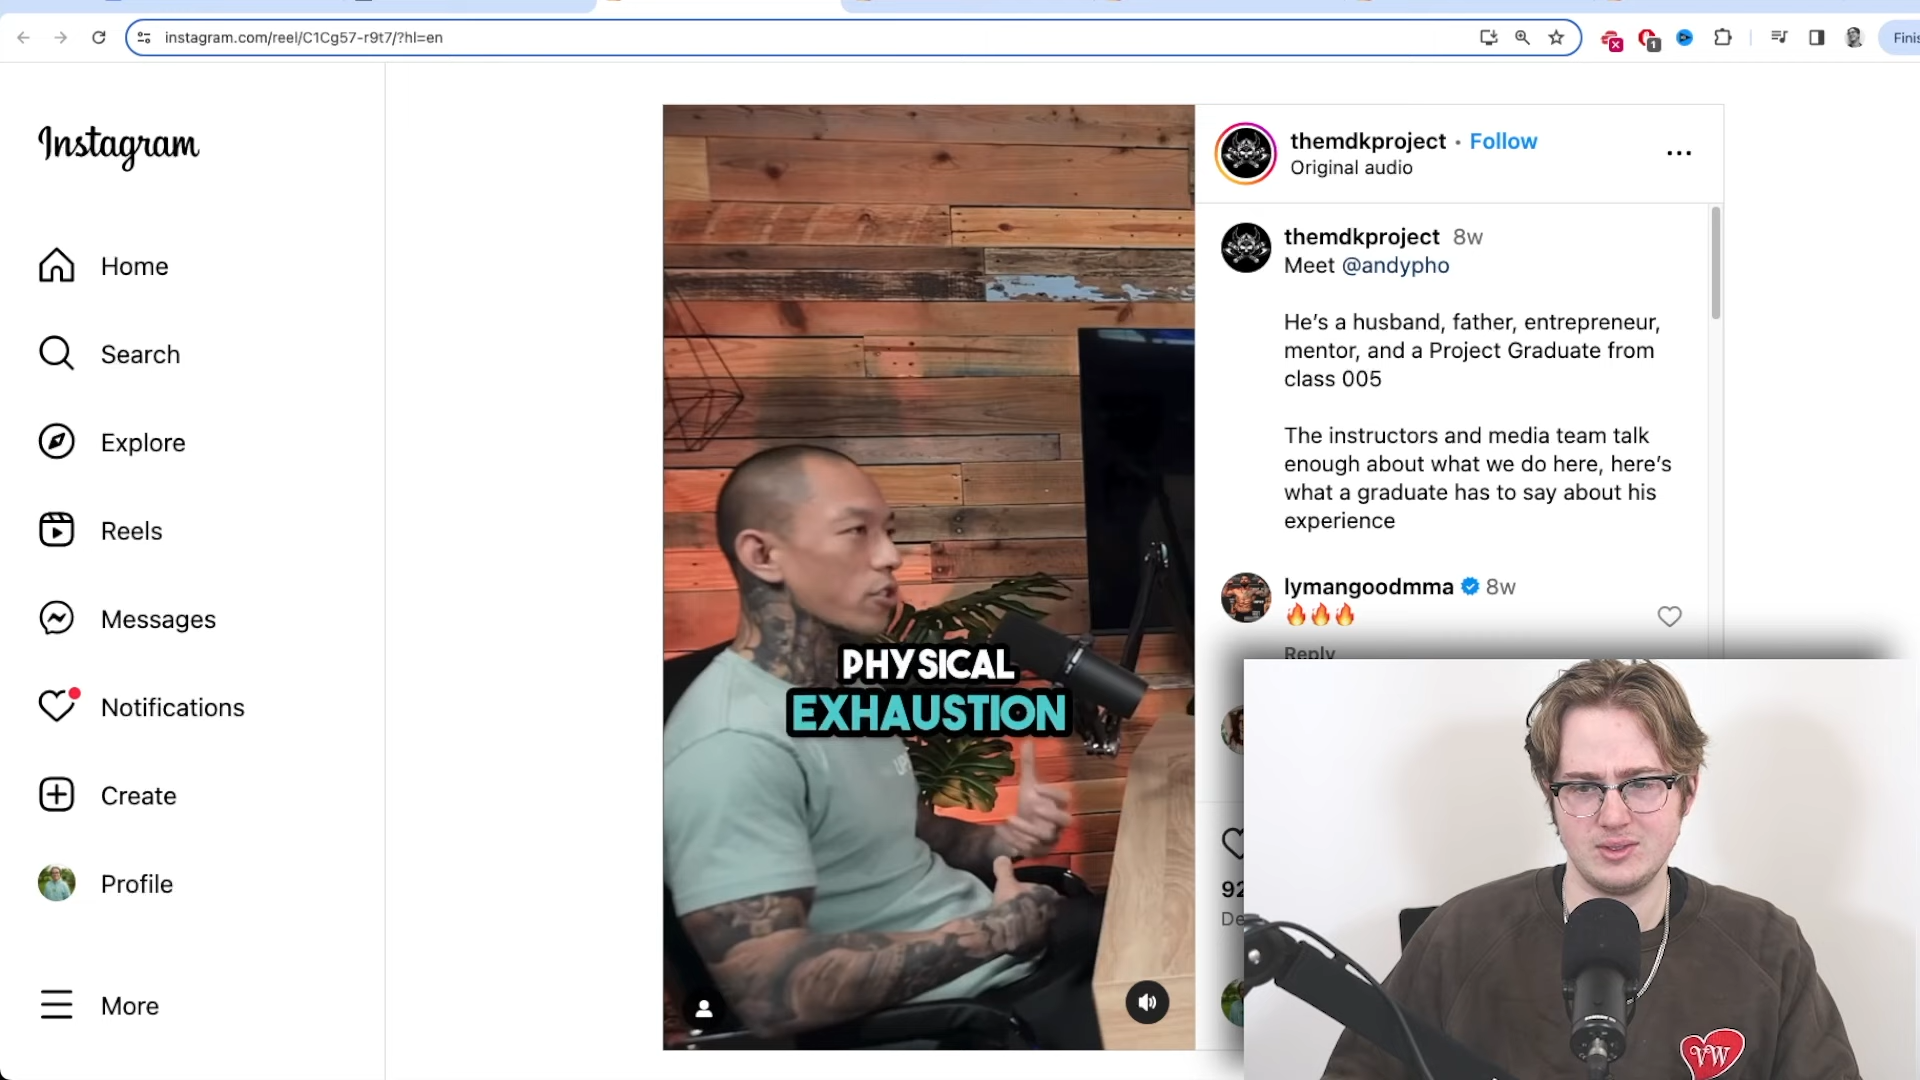 instagram.com/reel/C1Cg57-r9t7/?hl=en
1
Instagram
Home
Search
Explore
Reels
Messages
Notifications
Create
Profile
More
PHYSICAL
EXHAUSTION
themdkproject • Follow
Original audio
themdkproject 8w
Meet @andypho
He’s a husband, father, entrepreneur,
mentor, and a Project Graduate from
class 005
The instructors and media team talk
enough about what we do here, here’s
what a graduate has to say about his
experience
lymangoodmma 8w
🔥🔥🔥
Reply
VW